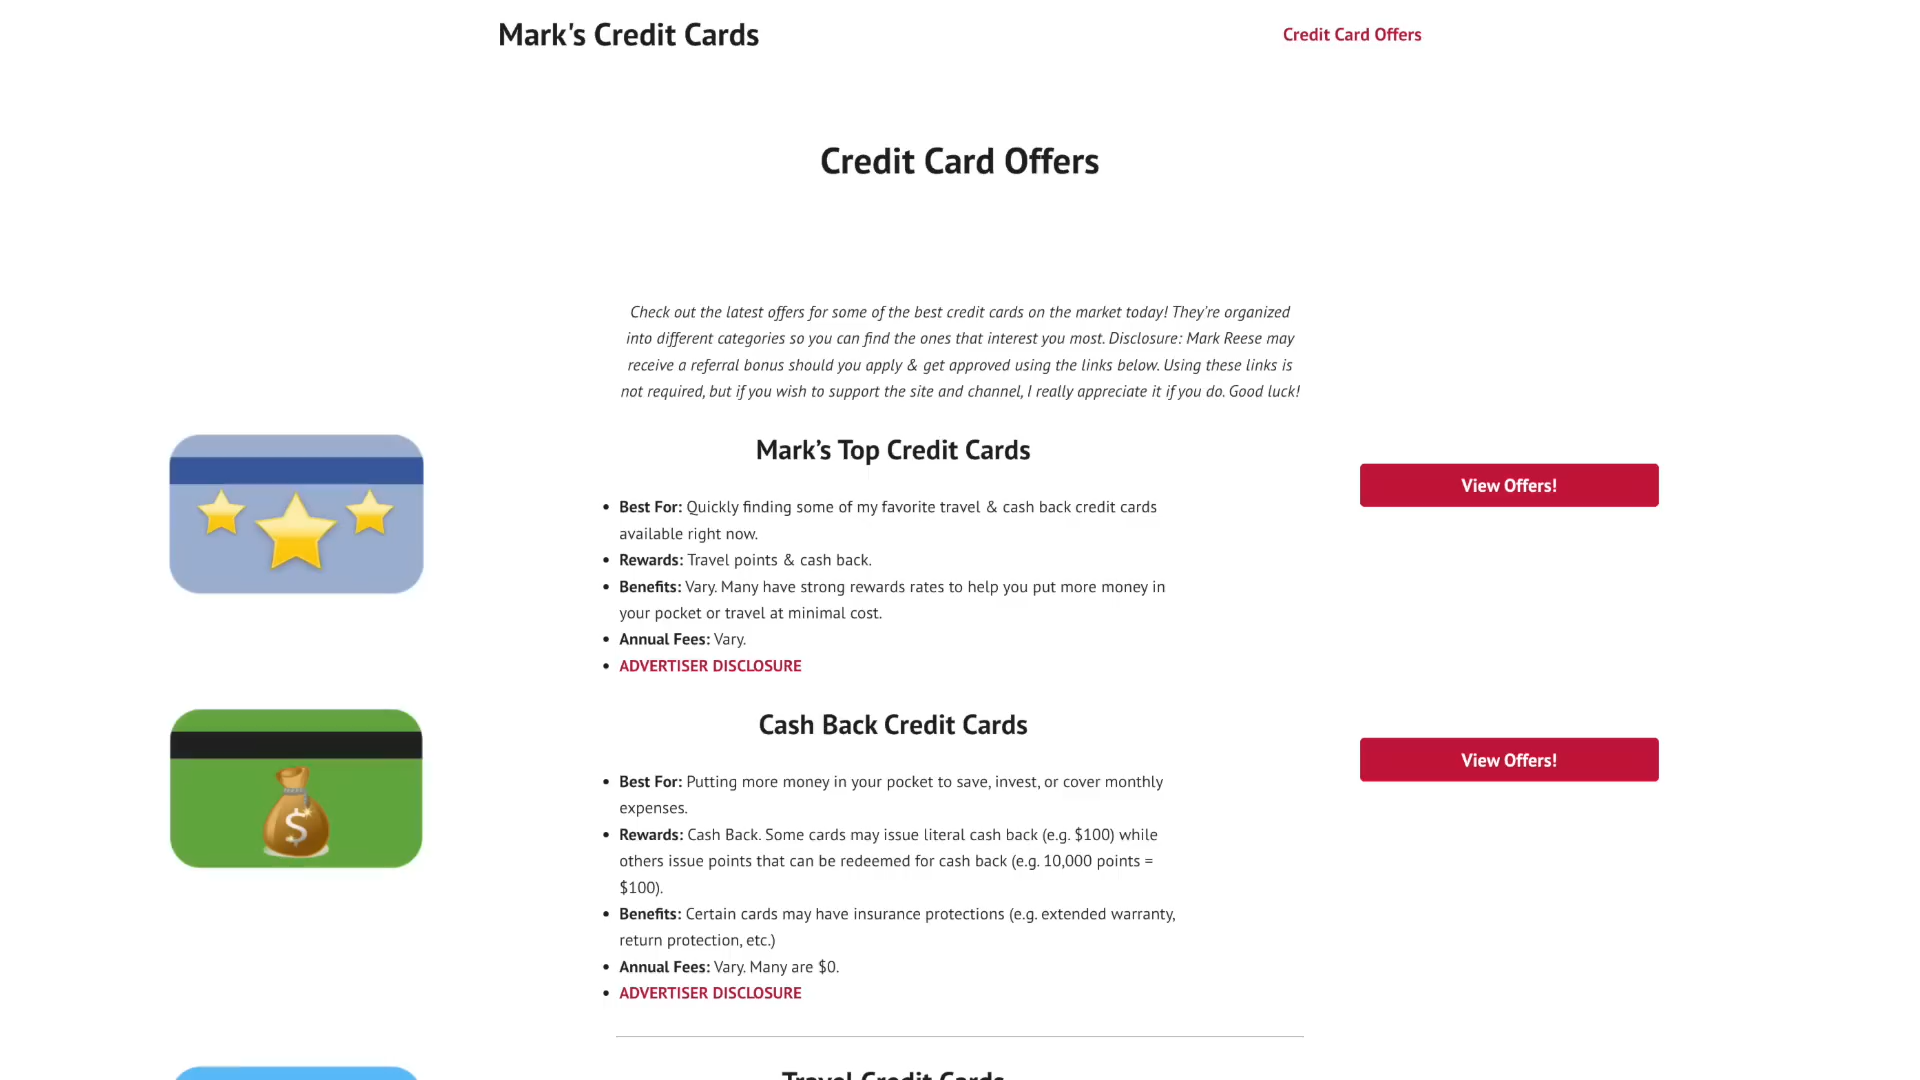 Mark's Credit Cards
Credit Card Offers
Credit Card Offers
Check out the latest offers for some of the best credit cards on the market today! They're organized
into different categories so you can find the ones that interest you most. Disclosure: Mark Reese may
receive a referral bonus should you apply & get approved using the links below. Using these links is
not required, but if you wish to support the site and channel, I really appreciate it if you do. Good luck!
Mark’s Top Credit Cards
View Offers!
• Best For: Quickly finding some of my favorite travel & cash back credit cards
available right now.
• Rewards: Travel points & cash back.
• Benefits: Vary. Many have strong rewards rates to help you put more money in
your pocket or travel at minimal cost.
• Annual Fees: Vary.
• ADVERTISER DISCLOSURE
Cash Back Credit Cards
View Offers!
• Best For: Putting more money in your pocket to save, invest, or cover monthly
expenses.
• Rewards: Cash Back. Some cards may issue literal cash back (e.g. $100) while
others issue points that can be redeemed for cash back (e.g. 10,000 points =
$100).
• Benefits: Certain cards may have insurance protections (e.g. extended warranty,
return protection, etc.)
• Annual Fees: Vary. Many are $0.
• ADVERTISER DISCLOSURE
$
Travel Credit Cards